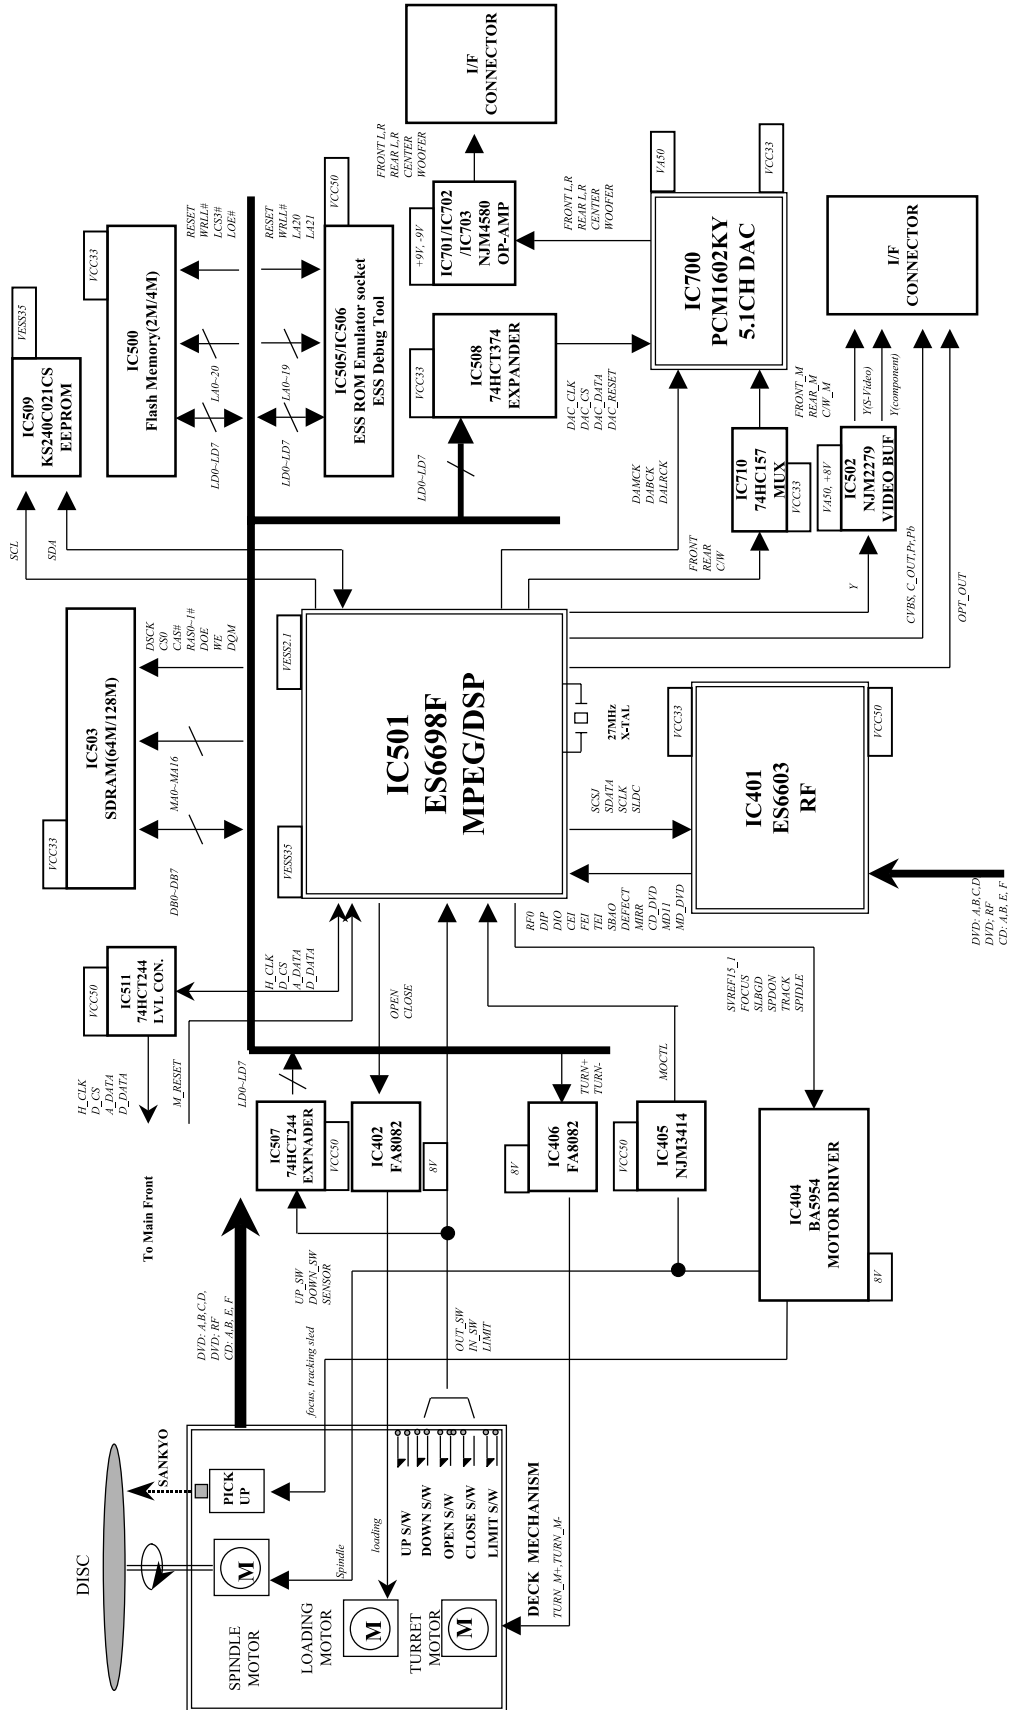 DISC
SANKYO
PICK
UP
SPINDLE
MOTOR
M
LOADING
MOTOR
M
TURRET
MOTOR
M
UP S/W
DOWN S/W
OPEN S/W
CLOSE S/W
LIMIT S/W
DECK MECHANISM
Spindle
loading
focus, tracking sled
TURN_M+,TURN_M-
DVD: A,B,C,D,
DVD; RF
CD: A,B, E, F
UP_SW
DOWN_SW
SENSOR
OUT_SW
IN_SW
LIMIT
To Main Front
H_CLK
D_CS
A_DATA
D_DATA
M_RESET
LD0~LD7
IC507
74HCT244
EXPNADER
VCC50
IC402
FA8082
8V
IC406
FA8082
8V
TURN+
TURN-
IC405
NJM3414
VCC50
MOCTL
IC404
BA5954
MOTOR DRIVER
8V
IC511
74HCT244
LVL CON.
VCC50
H_CLK
D_CS
A_DATA
D_DATA
OPEN
CLOSE
SVREF15_1
FOCUS
SLBGD
SPDON
TRACK
SPIDLE
IC503
SDRAM(64M/128M)
VCC33
DB0~DB7
MA0~MA16
DSCK
CS0
CAS#
RAS0~1#
DOE
WE
DQM
IC501
ES6698F
MPEG/DSP
VESS35
VESS2.1
27MHz
X-TAL
RF0
DIP
DIO
CEI
FEI
TEI
SBAO
DEFECT
MIRR
CD_DVD
MD11
MD_DVD
SCSJ
SDATA
SCLK
SLDC
IC401
ES6603
RF
VCC33
VCC50
DVD: A,B,C,D
DVD; RF
CD: A,B, E, F
SCL
SDA
IC509
KS240C021CS
EEPROM
VESS35
IC500
Flash Memory(2M/4M)
VCC33
LD0~LD7
LA0~20
RESET
WRLL#
LCS3#
LOE#
IC505/IC506
ESS ROM Emulator socket
ESS Debug Tool
VCC50
LD0~LD7
LA0~19
RESET
WRLL#
LA20
LA21
IC508
74HCT374
EXPANDER
VCC33
LD0~LD7
DAC_CLK
DAC_CS
DAC_DATA
DAC_RESET
IC701/IC702
/IC703
NJM4580
OP-AMP
+9V, -9V
FRONT L,R
REAR L,R
CENTER
WOOFER
I/F
CONNECTOR
FRONT L,R
REAR L,R
CENTER
WOOFER
IC700
PCM1602KY
5.1CH DAC
VA50
VCC33
DAMCK
DABCK
DALRCK
FRONT
REAR
C/W
IC710
74HC157
MUX
VCC33
FRONT_M
REAR_M
C/W_M
IC502
NJM2279
VIDEO BUF
VA50, +8V
Y
Y(S-Video)
Y(component)
CVBS, C_OUT,Pr,Pb
OPT_OUT
I/F
CONNECTOR